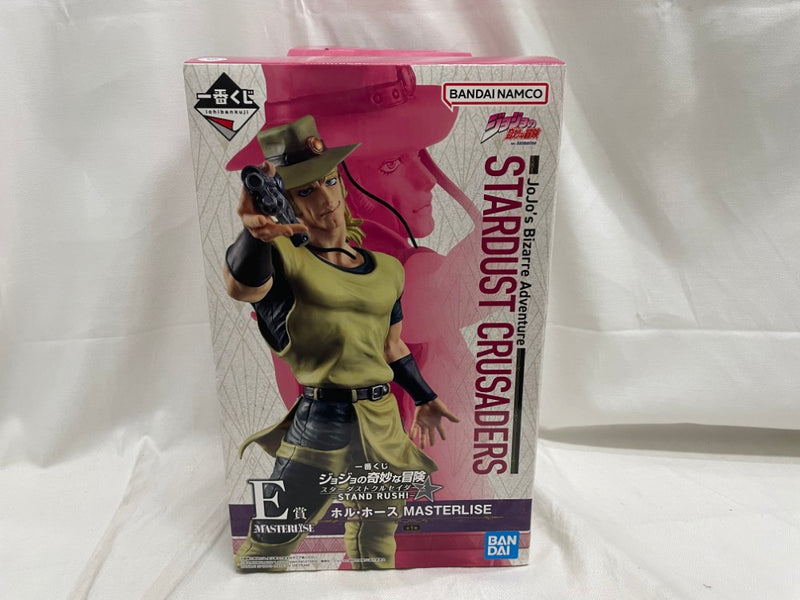 一番くじ
ichibankuji
BANDAI NAMCO
ジョジョの
奇妙な冒険
JoJo's Bizarre Adventure
STARDUST CRUSADERS
一番くじ
ジョジョの奇妙な冒険
スターダストクルセイダース
STAND RUSH!
E賞
MASTERLISE
ホル・ホース MASTERLISE
BAN
DAI